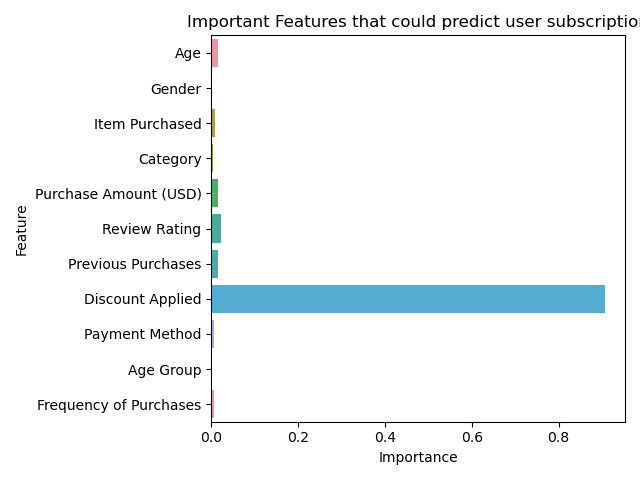 Important Features that could predict user subscription
Age
Gender
Item Purchased
Category
Purchase Amount (USD)
Review Rating
Previous Purchases
Discount Applied
Payment Method
Age Group
Frequency of Purchases
Feature
0.0 0.2 0.4 0.6 0.8
Importance